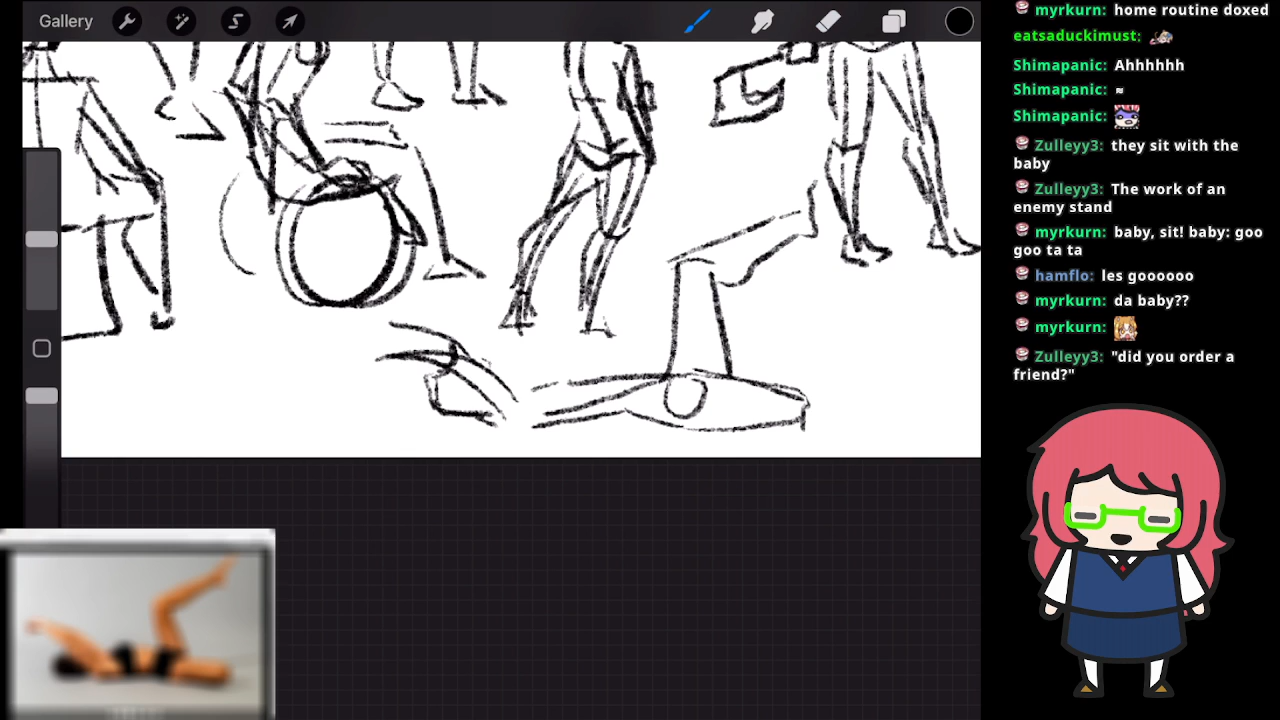 Gallery
myrkurn: home routine doxed
eatsaduckimust:
Shimapanic: Ahhhhhh
Shimapanic: ≈
Shimapanic:
Zulleyy3: they sit with the
baby
Zulleyy3: The work of an
enemy stand
myrkurn: baby, sit! baby: goo
goo ta ta
hamflo: les goooooo
myrkurn: da baby??
myrkurn:
Zulleyy3: "did you order a
friend?"